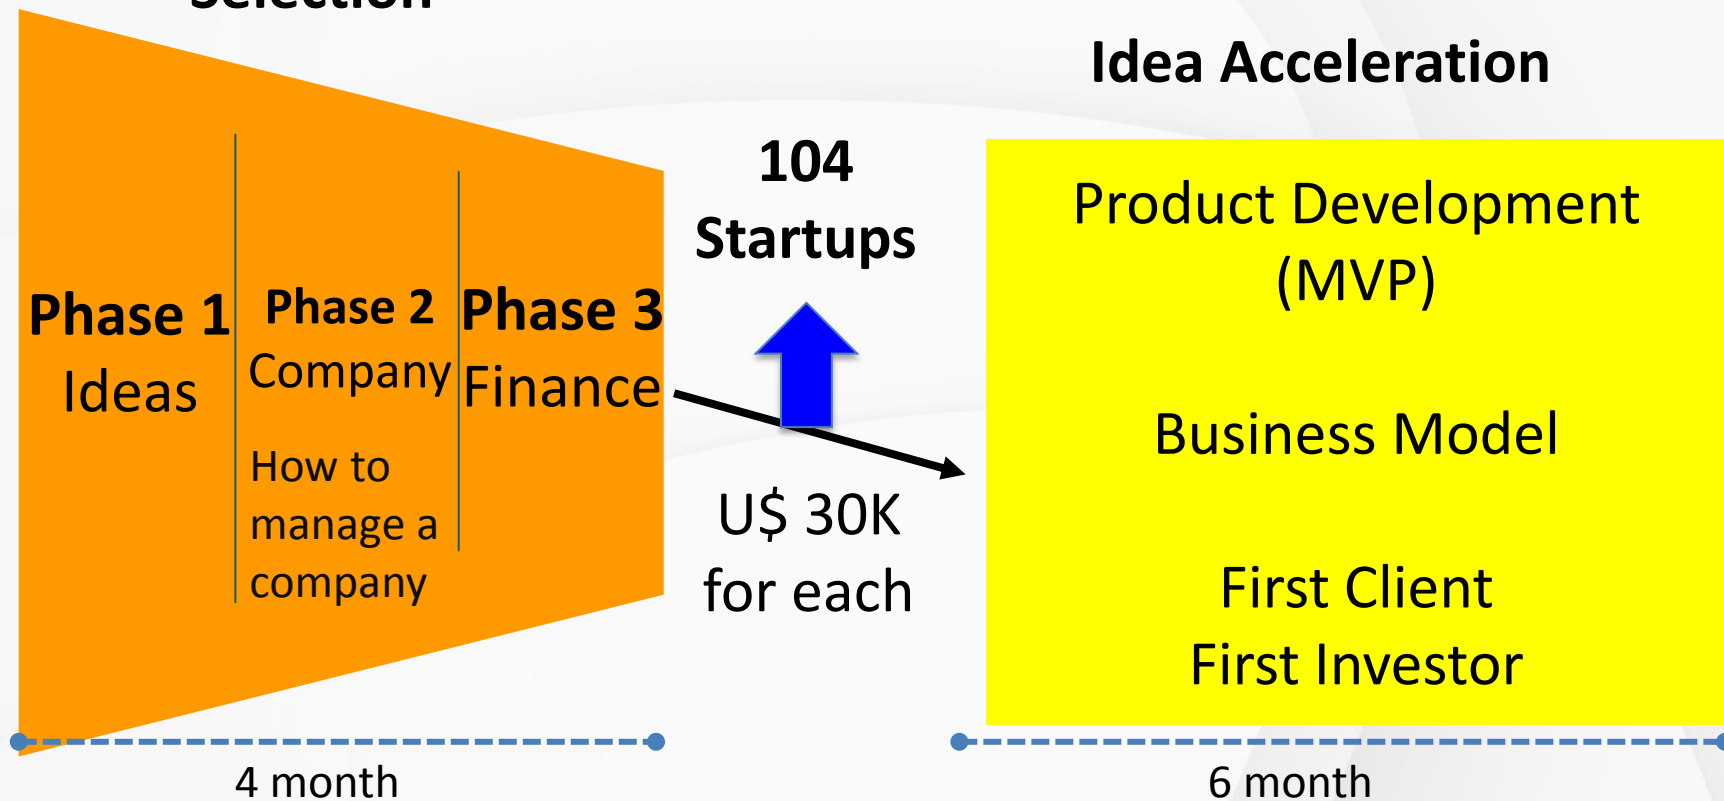 Selection
Phase 1
Ideas
Phase 2
Company
How to
manage a
company
Phase 3
Finance
4 month
104
Startups
U$ 30K
for each
Idea Acceleration
Product Development
(MVP)
Business Model
First Client
First Investor
6 month